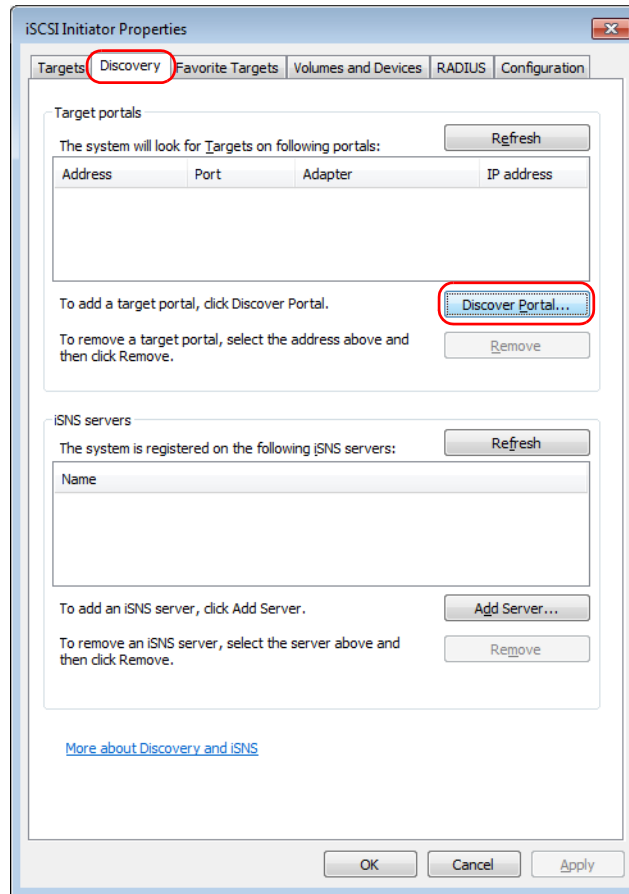 iSCSI Initiator Properties
Targets Discovery Favorite Targets Volumes and Devices RADIUS Configuration
Target portals
The system will look for Targets on following portals:
Refresh
Address Port Adapter IP address
To add a target portal, click Discover Portal.
Discover Portal...
To remove a target portal, select the address above and
then click Remove.
Remove
iSNS servers
The system is registered on the following iSNS servers:
Refresh
Name
To add an iSNS server, click Add Server.
Add Server...
To remove an iSNS server, select the server above and
then click Remove.
Remove
More about Discovery and iSNS
OK Cancel Apply